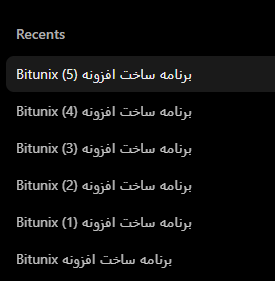 Recents
برنامه ساخت افزونه Bitunix (5)
برنامه ساخت افزونه Bitunix (4)
برنامه ساخت افزونه Bitunix (3)
برنامه ساخت افزونه Bitunix (2)
برنامه ساخت افزونه Bitunix (1)
برنامه ساخت افزونه Bitunix